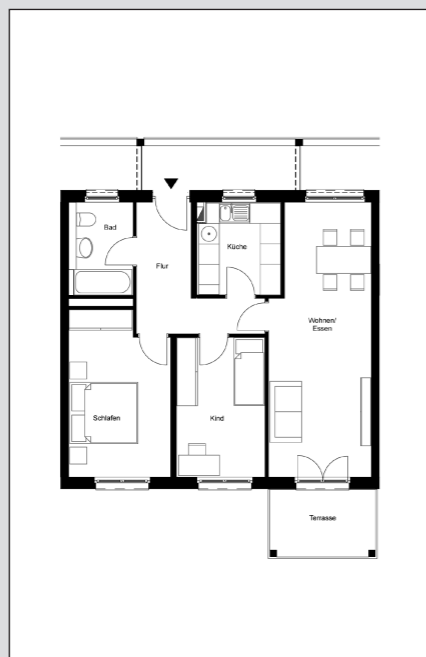 Bad
Küche
Flur
Wohnen/
Essen
Schlafen
Kind
Terrasse